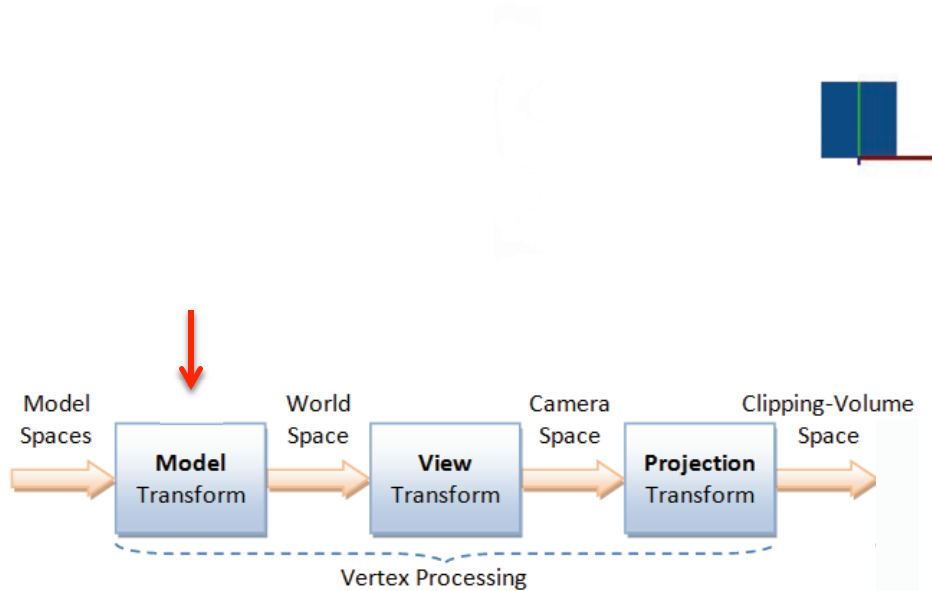 Model
Spaces
Model
Transform
World
Space
View
Transform
Camera
Space
Projection
Transform
Clipping-Volume
Space
Vertex Processing